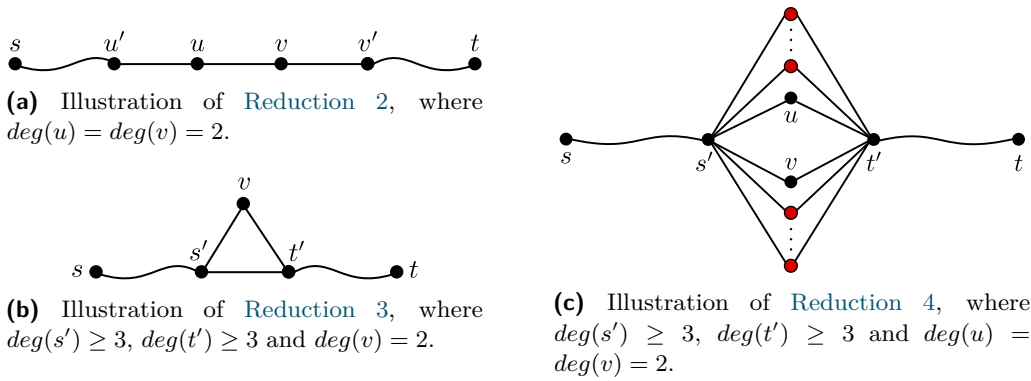 s u′ u v v′ t
(a) Illustration of Reduction 2, where
deg(u) = deg(v) = 2.
v
s s′ t′ t
(b) Illustration of Reduction 3, where
deg(s′) ≥ 3, deg(t′) ≥ 3 and deg(v) = 2.
u
s s′ v t′ t
(c) Illustration of Reduction 4, where
deg(s′) ≥ 3, deg(t′) ≥ 3 and deg(u) =
deg(v) = 2.